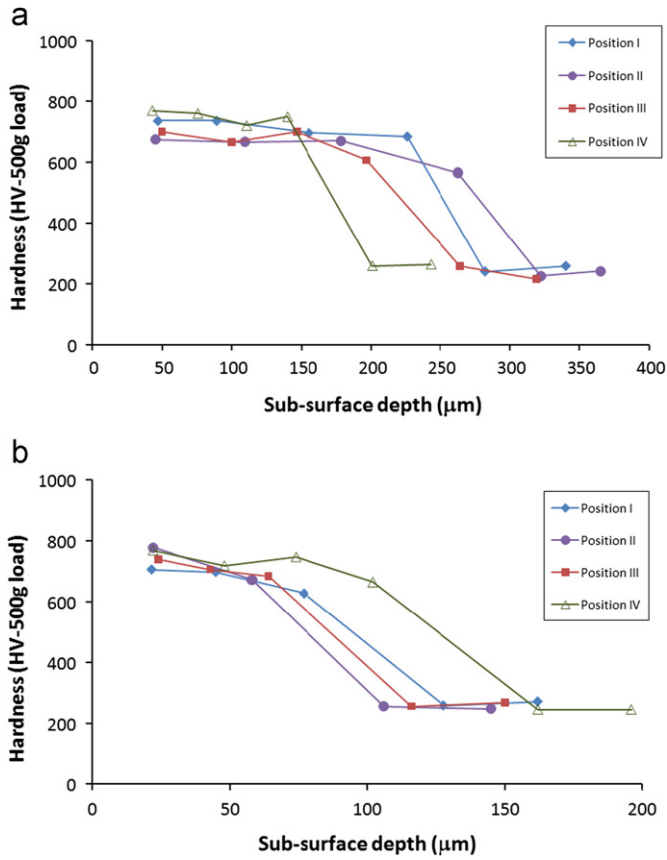 a
1000
800
600
400
200
0
Hardness (HV-500g load)
0 50 100 150 200 250 300 350 400
Sub-surface depth (μm)
Position I
Position II
Position III
Position IV
b
1000
800
600
400
200
0
Hardness (HV-500g load)
0 50 100 150 200
Sub-surface depth (μm)
Position I
Position II
Position III
Position IV